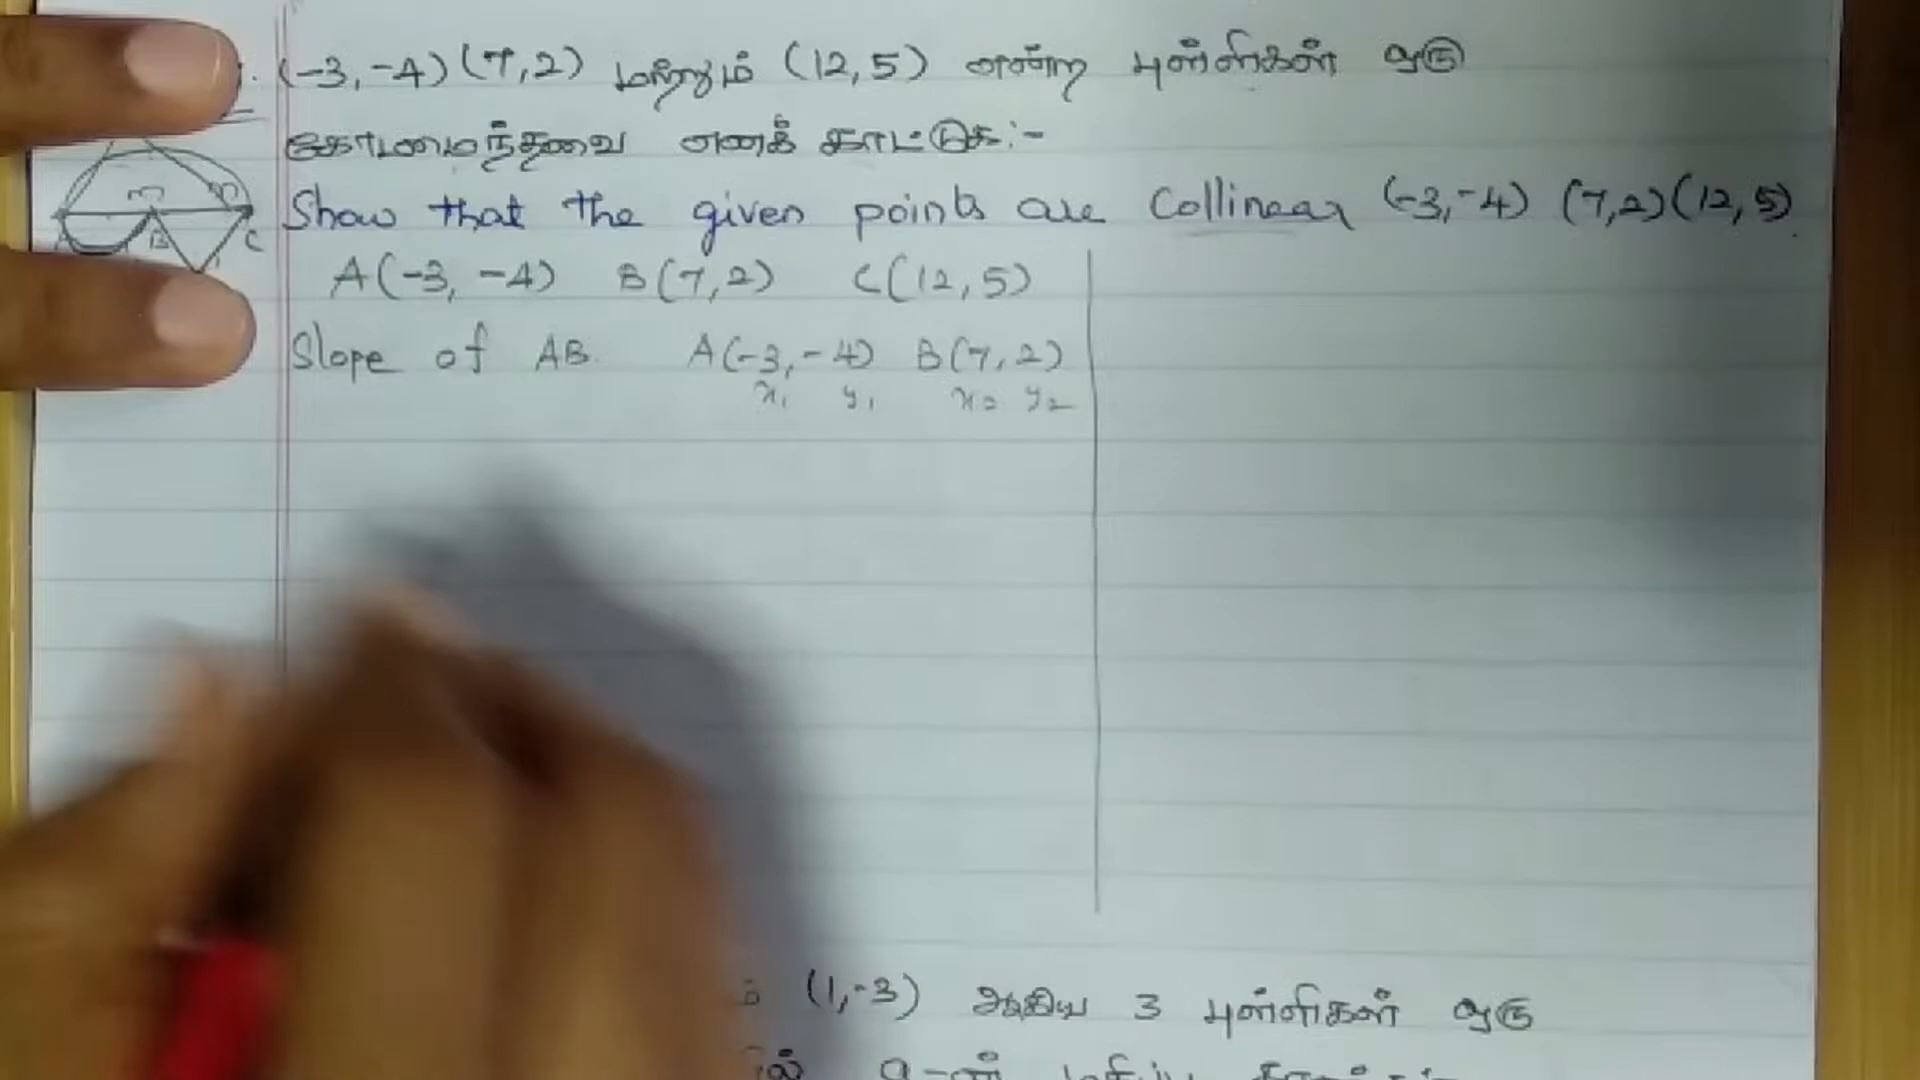 (-3,-4) (7,2) மற்றும் (12,5) என்ற புள்ளிகள் ஒரு
கோடமைந்தவை எனக் காட்டுக:-
Show that the given points are Collinear (-3,-4) (7,2) (12,5)
A(-3, -4) B(7,2) C(12,5)
Slope of AB. A(-3,-4) B(7,2)
x₁ y₁ x₂ y₂
B C
(1,-3) ஆகிய 3 புள்ளிகள் ஒரு